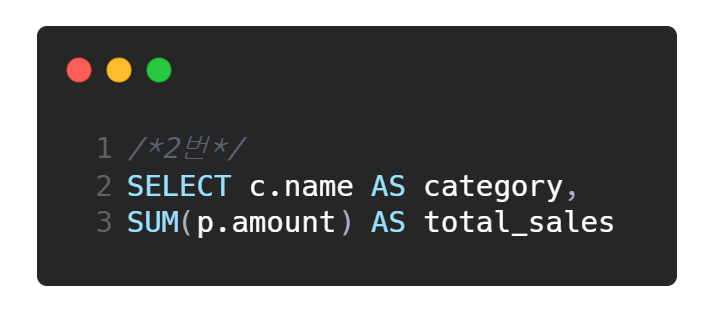 1 /*2번*/
2 SELECT c.name AS category,
3 SUM(p.amount) AS total_sales